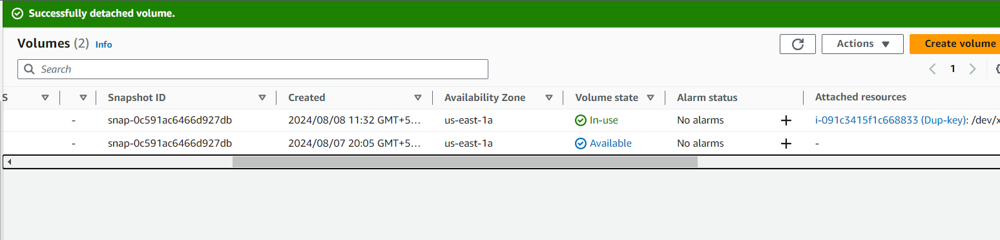 Successfully detached volume.
Volumes (2) Info
Actions
Create volume
Search
1
S Snapshot ID Created Availability Zone Volume state Alarm status Attached resources
- snap-0c591ac6466d927db 2024/08/08 11:32 GMT+5… us-east-1a In-use No alarms + i-091c3415f1c668833 (Dup-key): /dev/x
- snap-0c591ac6466d927db 2024/08/07 20:05 GMT+5… us-east-1a Available No alarms + -